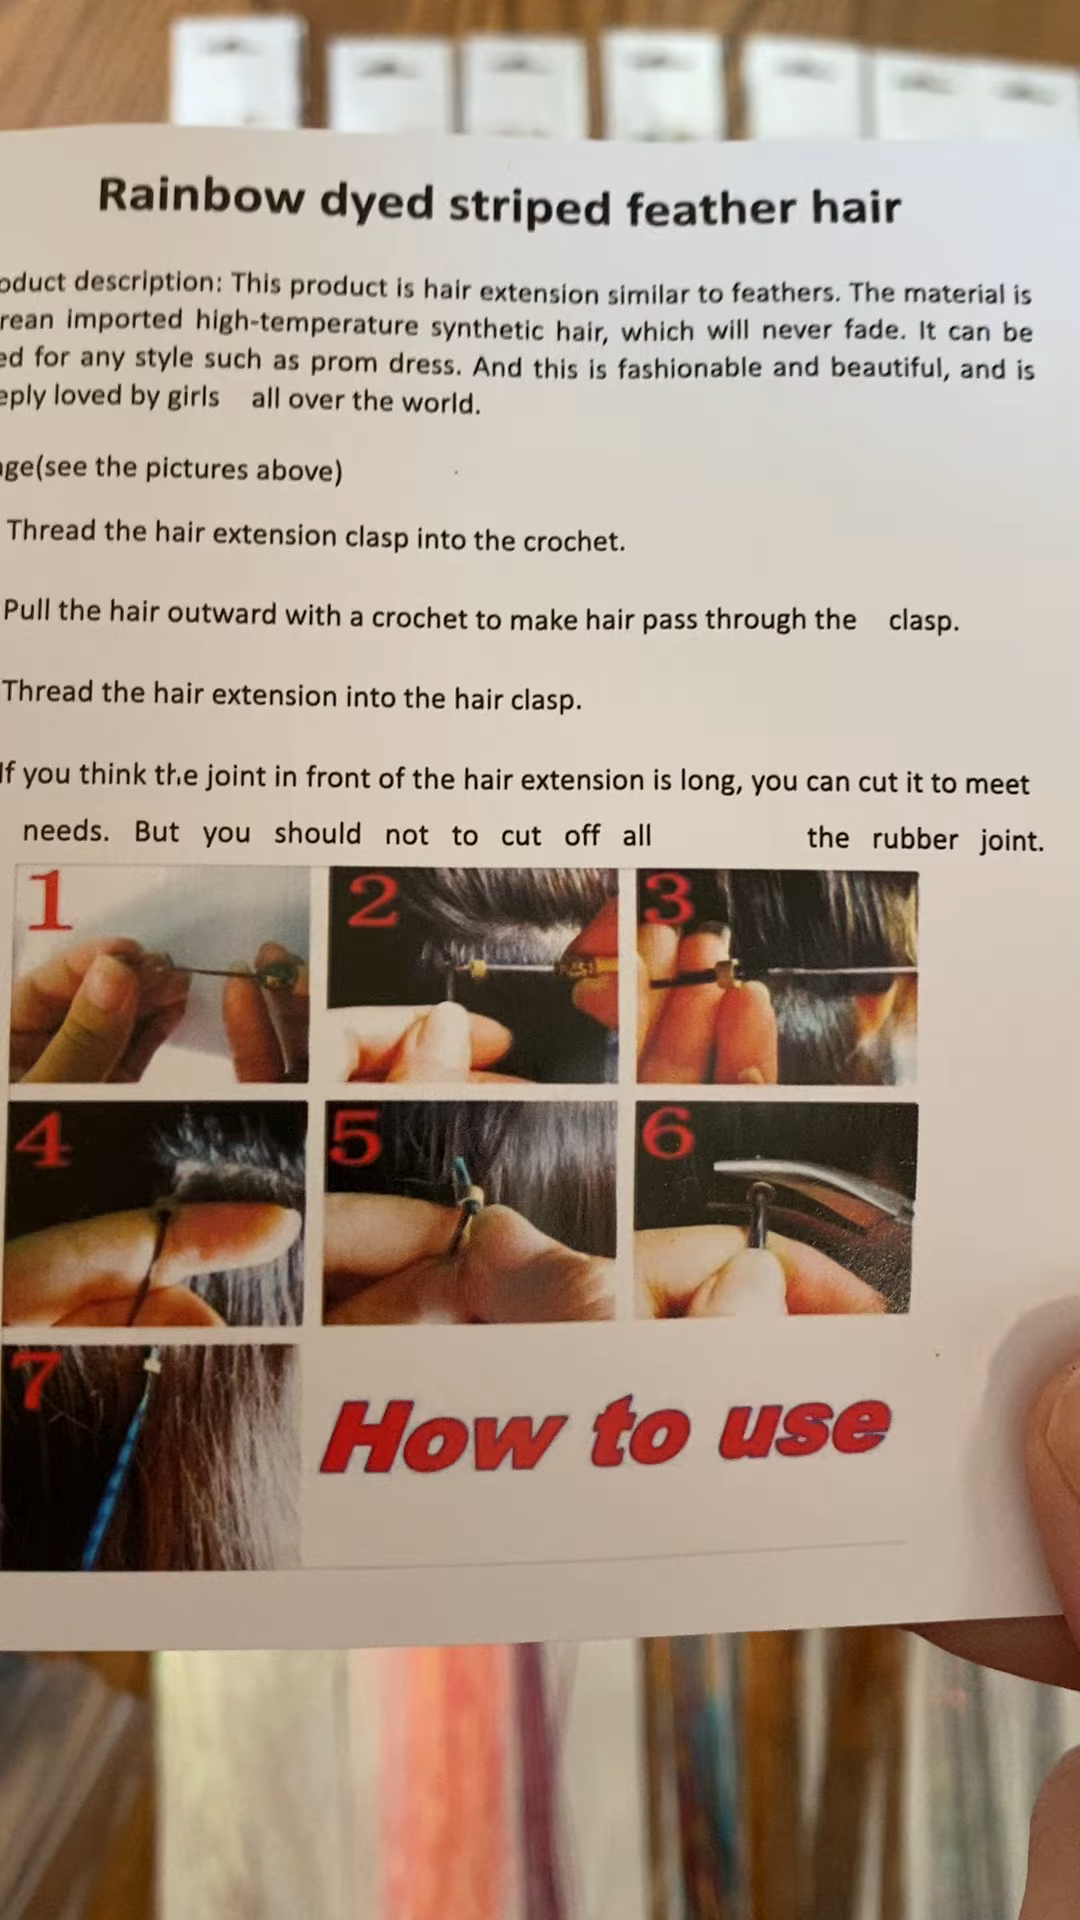 Rainbow dyed striped feather hair
oduct description: This product is hair extension similar to feathers. The material is
rean imported high-temperature synthetic hair, which will never fade. It can be
ed for any style such as prom dress. And this is fashionable and beautiful, and is
eply loved by girls all over the world.
ge(see the pictures above)
Thread the hair extension clasp into the crochet.
Pull the hair outward with a crochet to make hair pass through the clasp.
Thread the hair extension into the hair clasp.
If you think the joint in front of the hair extension is long, you can cut it to meet
needs. But you should not to cut off all the rubber joint.
1 2 3
4 5 6
7
How to use